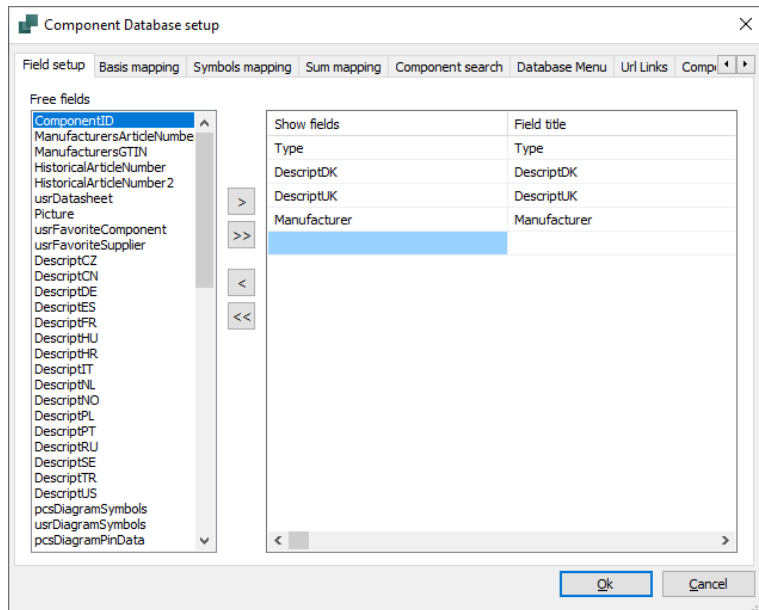 Component Database setup
Field setup Basis mapping Symbols mapping Sum mapping Component search Database Menu Url Links
Free fields
ComponentID
ManufacturersArticleNumbe
ManufacturersGTIN
HistoricalArticleNumber
HistoricalArticleNumber2
usrDatasheet
Picture
usrFavoriteComponent
usrFavoriteSupplier
DescriptCZ
DescriptCN
DescriptDE
DescriptES
DescriptFR
DescriptHU
DescriptHR
DescriptIT
DescriptNL
DescriptNO
DescriptPL
DescriptPT
DescriptRU
DescriptSE
DescriptTR
DescriptUS
pcsDiagramSymbols
usrDiagramSymbols
pcsDiagramPinData
>
>>
<
<<
Show fields Field title
Type Type
DescriptDK DescriptDK
DescriptUK DescriptUK
Manufacturer Manufacturer
Ok Cancel